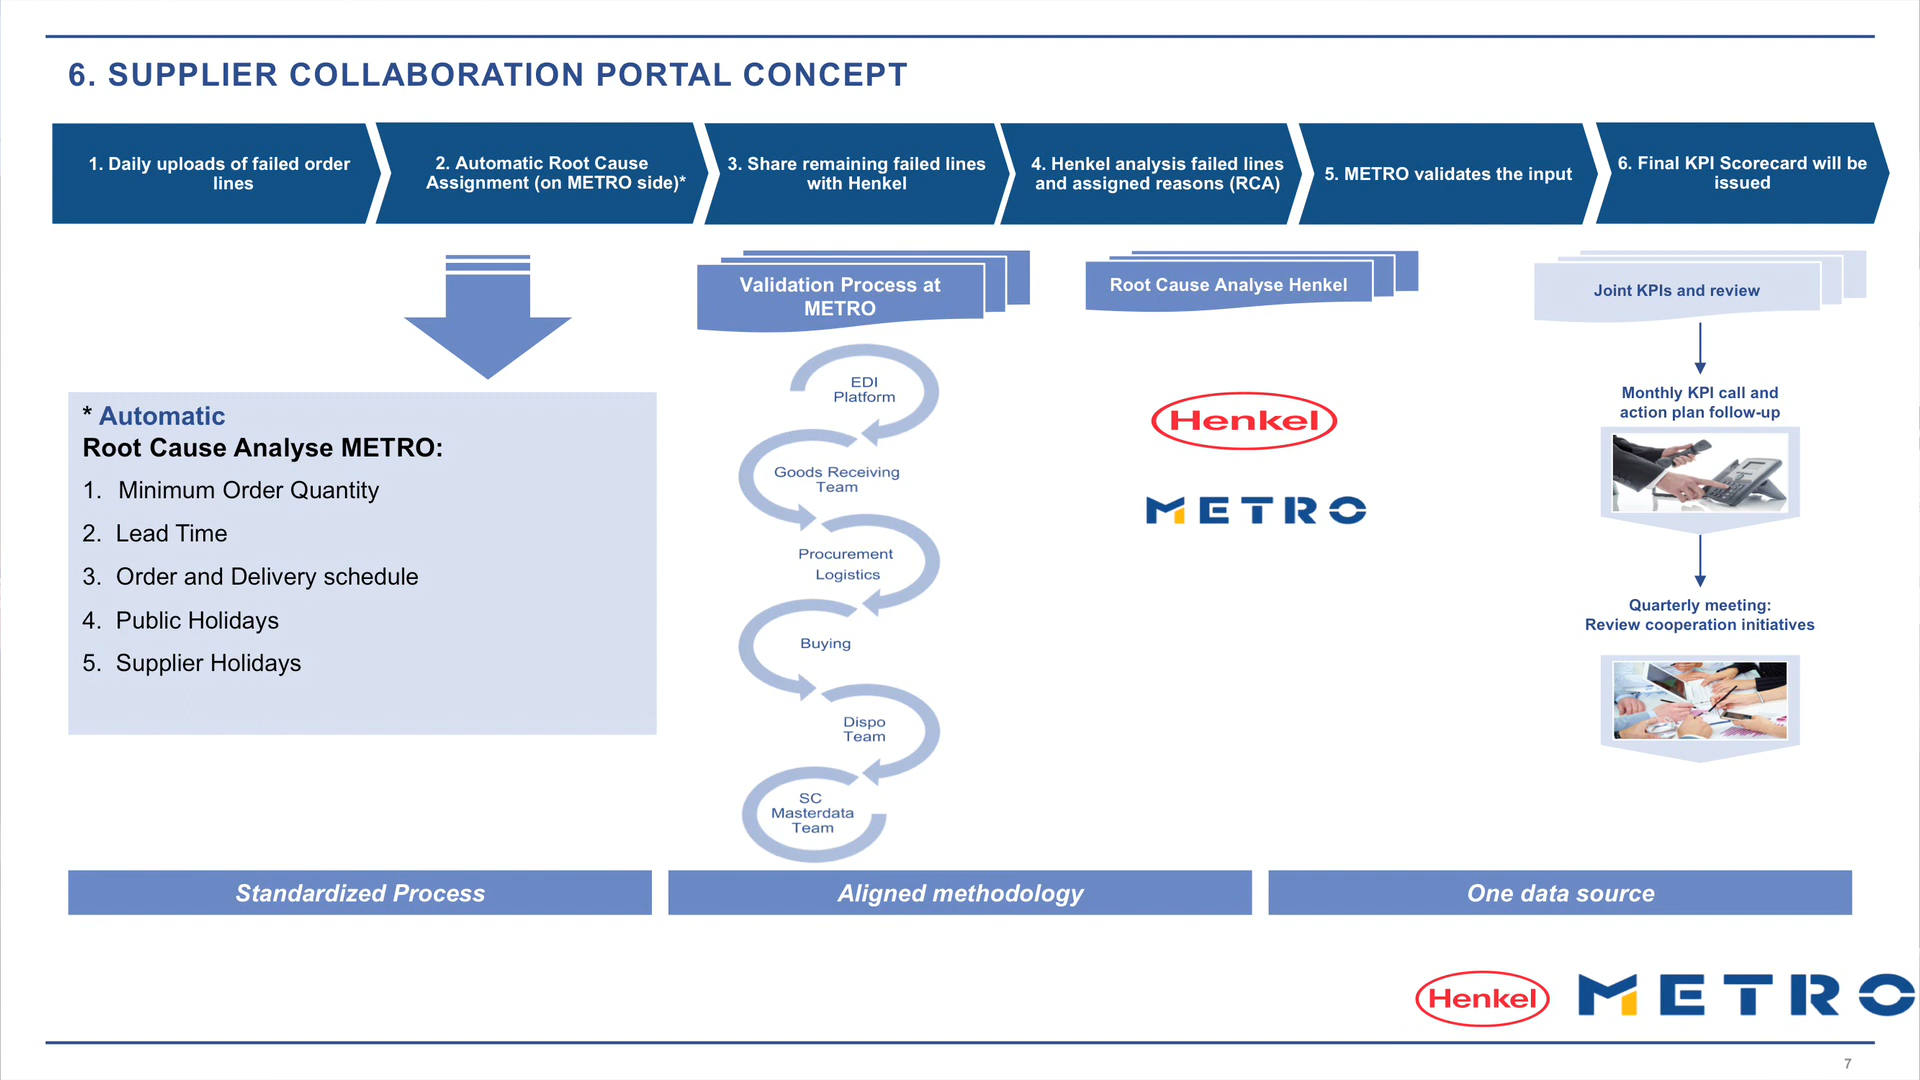 6. SUPPLIER COLLABORATION PORTAL CONCEPT
1. Daily uploads of failed order
lines
2. Automatic Root Cause
Assignment (on METRO side)*
3. Share remaining failed lines
with Henkel
4. Henkel analysis failed lines
and assigned reasons (RCA)
5. METRO validates the input
6. Final KPI Scorecard will be
issued
* Automatic
Root Cause Analyse METRO:
1. Minimum Order Quantity
2. Lead Time
3. Order and Delivery schedule
4. Public Holidays
5. Supplier Holidays
Validation Process at
METRO
EDI
Platform
Goods Receiving
Team
Procurement
Logistics
Buying
Dispo
Team
SC
Masterdata
Team
Root Cause Analyse Henkel
Henkel
METRO
Joint KPIs and review
Monthly KPI call and
action plan follow-up
Quarterly meeting:
Review cooperation initiatives
Standardized Process
Aligned methodology
One data source
Henkel
METRO
7